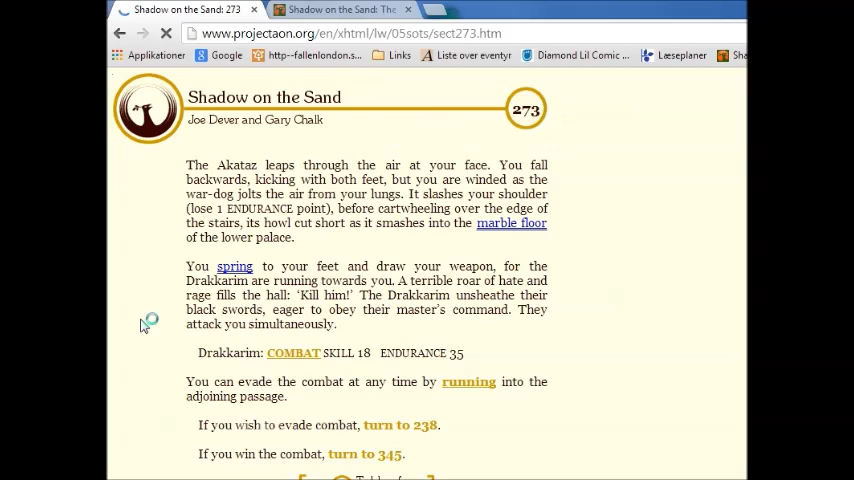 Shadow on the Sand: 273
Shadow on the Sand: The
www.projectaon.org/en/xhtml/lw/05sots/sect273.htm
Applikationer
Google
http--fallenlondon.s...
Links
Liste over eventyr
Diamond Lil Comic ...
Læseplaner
Sha
Shadow on the Sand
273
Joe Dever and Gary Chalk
The Akataz leaps through the air at your face. You fall
backwards, kicking with both feet, but you are winded as the
war-dog jolts the air from your lungs. It slashes your shoulder
(lose 1 ENDURANCE point), before cartwheeling over the edge of
the stairs, its howl cut short as it smashes into the marble floor
of the lower palace.
You spring to your feet and draw your weapon, for the
Drakkarim are running towards you. A terrible roar of hate and
rage fills the hall: ‘Kill him!’ The Drakkarim unsheathe their
black swords, eager to obey their master’s command. They
attack you simultaneously.
Drakkarim: COMBAT SKILL 18 ENDURANCE 35
You can evade the combat at any time by running into the
adjoining passage.
If you wish to evade combat, turn to 238.
If you win the combat, turn to 345.